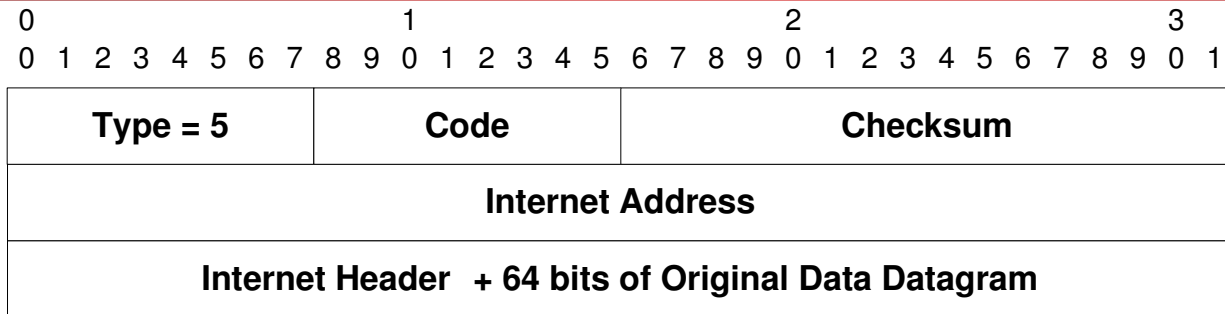 0 1 2 3
0 1 2 3 4 5 6 7 8 9 0 1 2 3 4 5 6 7 8 9 0 1 2 3 4 5 6 7 8 9 0 1
Type = 5 Code Checksum
Internet Address
Internet Header + 64 bits of Original Data Datagram